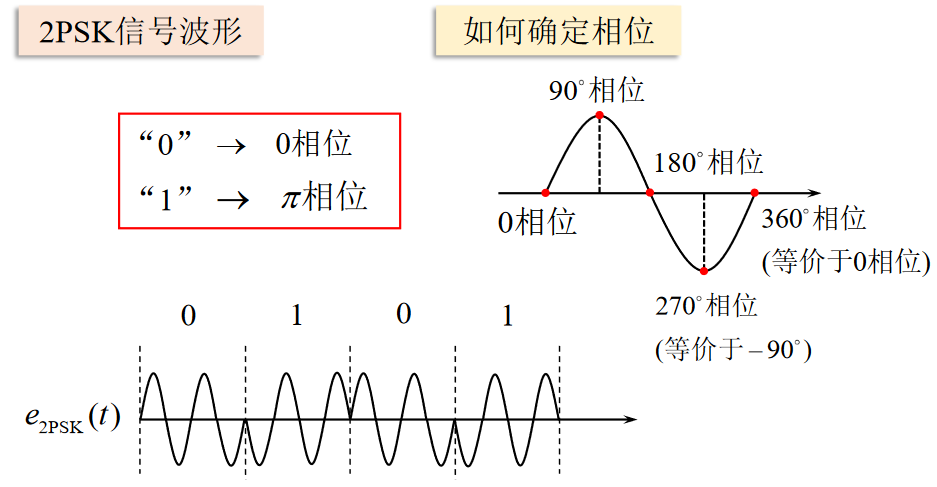 2PSK信号波形
如何确定相位
“0” → 0相位
“1” → π相位
90°相位
180°相位
0相位
360°相位
(等价于0相位)
270°相位
(等价于－90°)
0 1 0 1
e2PSK(t)